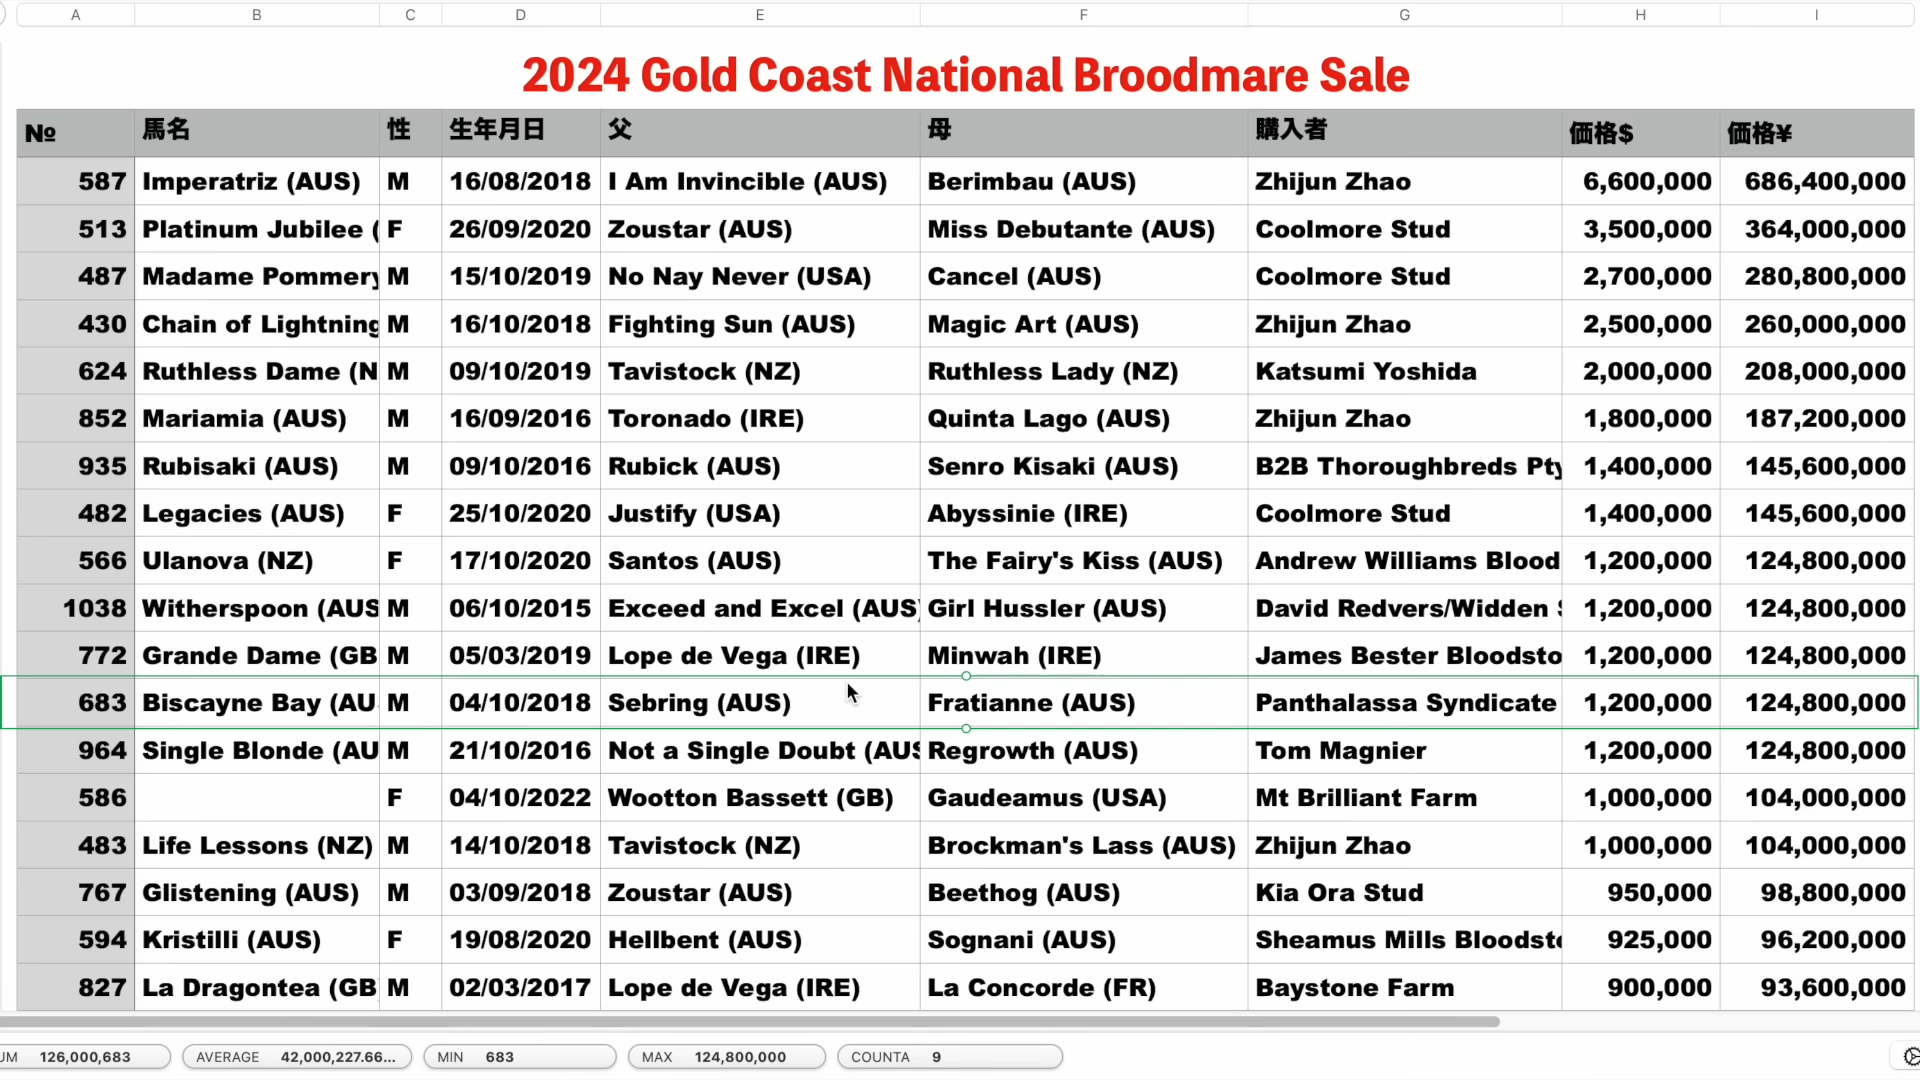 A B C D E F G H I
2024 Gold Coast National Broodmare Sale
№ 馬名 性 生年月日 父 母 購入者 価格$ 価格¥
587 Imperatriz (AUS) M 16/08/2018 I Am Invincible (AUS) Berimbau (AUS) Zhijun Zhao 6,600,000 686,400,000
513 Platinum Jubilee ( F 26/09/2020 Zoustar (AUS) Miss Debutante (AUS) Coolmore Stud 3,500,000 364,000,000
487 Madame Pommery M 15/10/2019 No Nay Never (USA) Cancel (AUS) Coolmore Stud 2,700,000 280,800,000
430 Chain of Lightning M 16/10/2018 Fighting Sun (AUS) Magic Art (AUS) Zhijun Zhao 2,500,000 260,000,000
624 Ruthless Dame (N M 09/10/2019 Tavistock (NZ) Ruthless Lady (NZ) Katsumi Yoshida 2,000,000 208,000,000
852 Mariamia (AUS) M 16/09/2016 Toronado (IRE) Quinta Lago (AUS) Zhijun Zhao 1,800,000 187,200,000
935 Rubisaki (AUS) M 09/10/2016 Rubick (AUS) Senro Kisaki (AUS) B2B Thoroughbreds Pty 1,400,000 145,600,000
482 Legacies (AUS) F 25/10/2020 Justify (USA) Abyssinie (IRE) Coolmore Stud 1,400,000 145,600,000
566 Ulanova (NZ) F 17/10/2020 Santos (AUS) The Fairy's Kiss (AUS) Andrew Williams Blood 1,200,000 124,800,000
1038 Witherspoon (AUS M 06/10/2015 Exceed and Excel (AUS) Girl Hussler (AUS) David Redvers/Widden 1,200,000 124,800,000
772 Grande Dame (GB M 05/03/2019 Lope de Vega (IRE) Minwah (IRE) James Bester Bloodsto 1,200,000 124,800,000
683 Biscayne Bay (AU M 04/10/2018 Sebring (AUS) Fratianne (AUS) Panthalassa Syndicate 1,200,000 124,800,000
964 Single Blonde (AU M 21/10/2016 Not a Single Doubt (AUS Regrowth (AUS) Tom Magnier 1,200,000 124,800,000
586 F 04/10/2022 Wootton Bassett (GB) Gaudeamus (USA) Mt Brilliant Farm 1,000,000 104,000,000
483 Life Lessons (NZ) M 14/10/2018 Tavistock (NZ) Brockman's Lass (AUS) Zhijun Zhao 1,000,000 104,000,000
767 Glistening (AUS) M 03/09/2018 Zoustar (AUS) Beethog (AUS) Kia Ora Stud 950,000 98,800,000
594 Kristilli (AUS) F 19/08/2020 Hellbent (AUS) Sognani (AUS) Sheamus Mills Bloodsto 925,000 96,200,000
827 La Dragontea (GB M 02/03/2017 Lope de Vega (IRE) La Concorde (FR) Baystone Farm 900,000 93,600,000
UM 126,000,683 AVERAGE 42,000,227.66... MIN 683 MAX 124,800,000 COUNTA 9